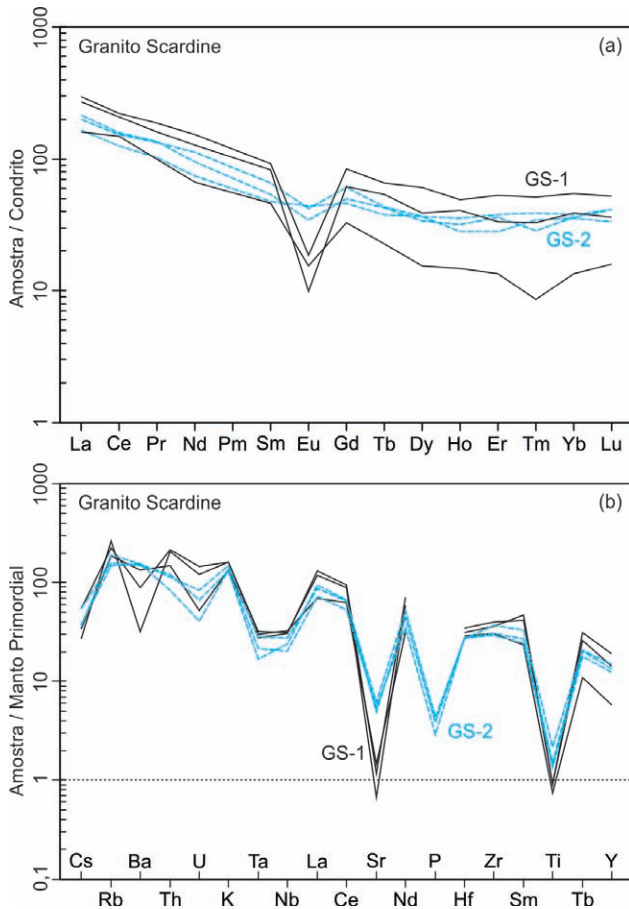 Granito Scardine
(a)
Amostra / Condrito
1000
100
10
1
GS-1
GS-2
La Ce Pr Nd Pm Sm Eu Gd Tb Dy Ho Er Tm Yb Lu
Granito Scardine
(b)
Amostra / Manto Primordial
1000
100
10
1
0,
GS-1
GS-2
Cs Ba U Ta La Sr P Zr Ti Y
Rb Th K Nb Ce Nd Hf Sm Tb